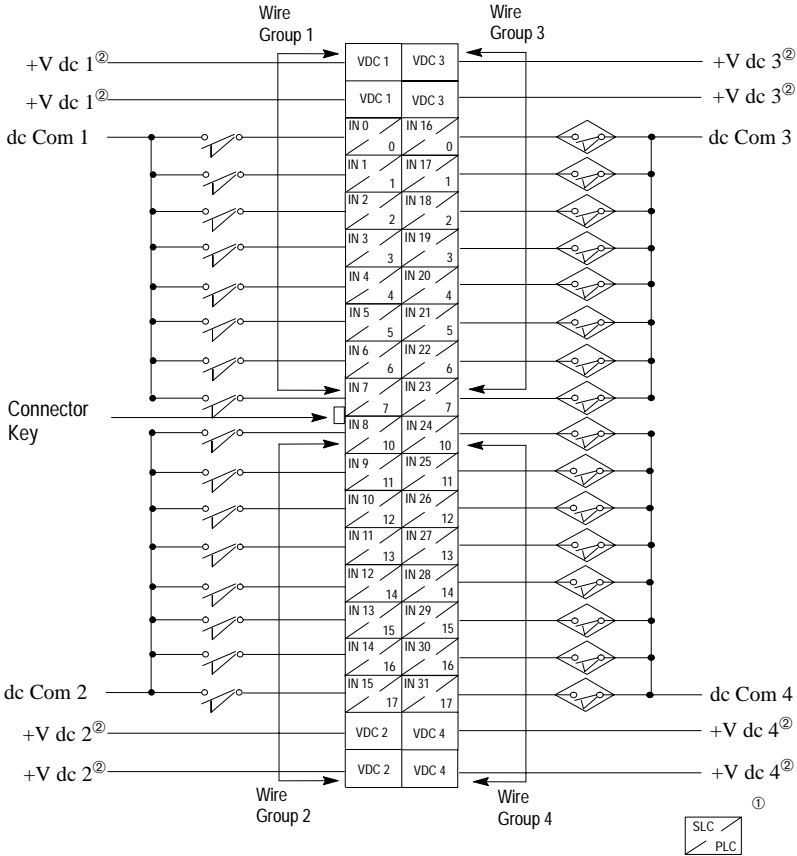 Wire
Group 1
Wire
Group 3
+V dc 1② VDC 1 VDC 3 +V dc 3②
+V dc 1② VDC 1 VDC 3 +V dc 3②
dc Com 1 IN 0 0 IN 16 0 dc Com 3
IN 1 1 IN 17 1
IN 2 2 IN 18 2
IN 3 3 IN 19 3
IN 4 4 IN 20 4
IN 5 5 IN 21 5
IN 6 6 IN 22 6
IN 7 7 IN 23 7
Connector
Key
IN 8 10 IN 24 10
IN 9 11 IN 25 11
IN 10 12 IN 26 12
IN 11 13 IN 27 13
IN 12 14 IN 28 14
IN 13 15 IN 29 15
IN 14 16 IN 30 16
dc Com 2 IN 15 17 IN 31 17 dc Com 4
+V dc 2② VDC 2 VDC 4 +V dc 4②
+V dc 2② VDC 2 VDC 4 +V dc 4②
Wire
Group 2
Wire
Group 4
①
SLC
PLC